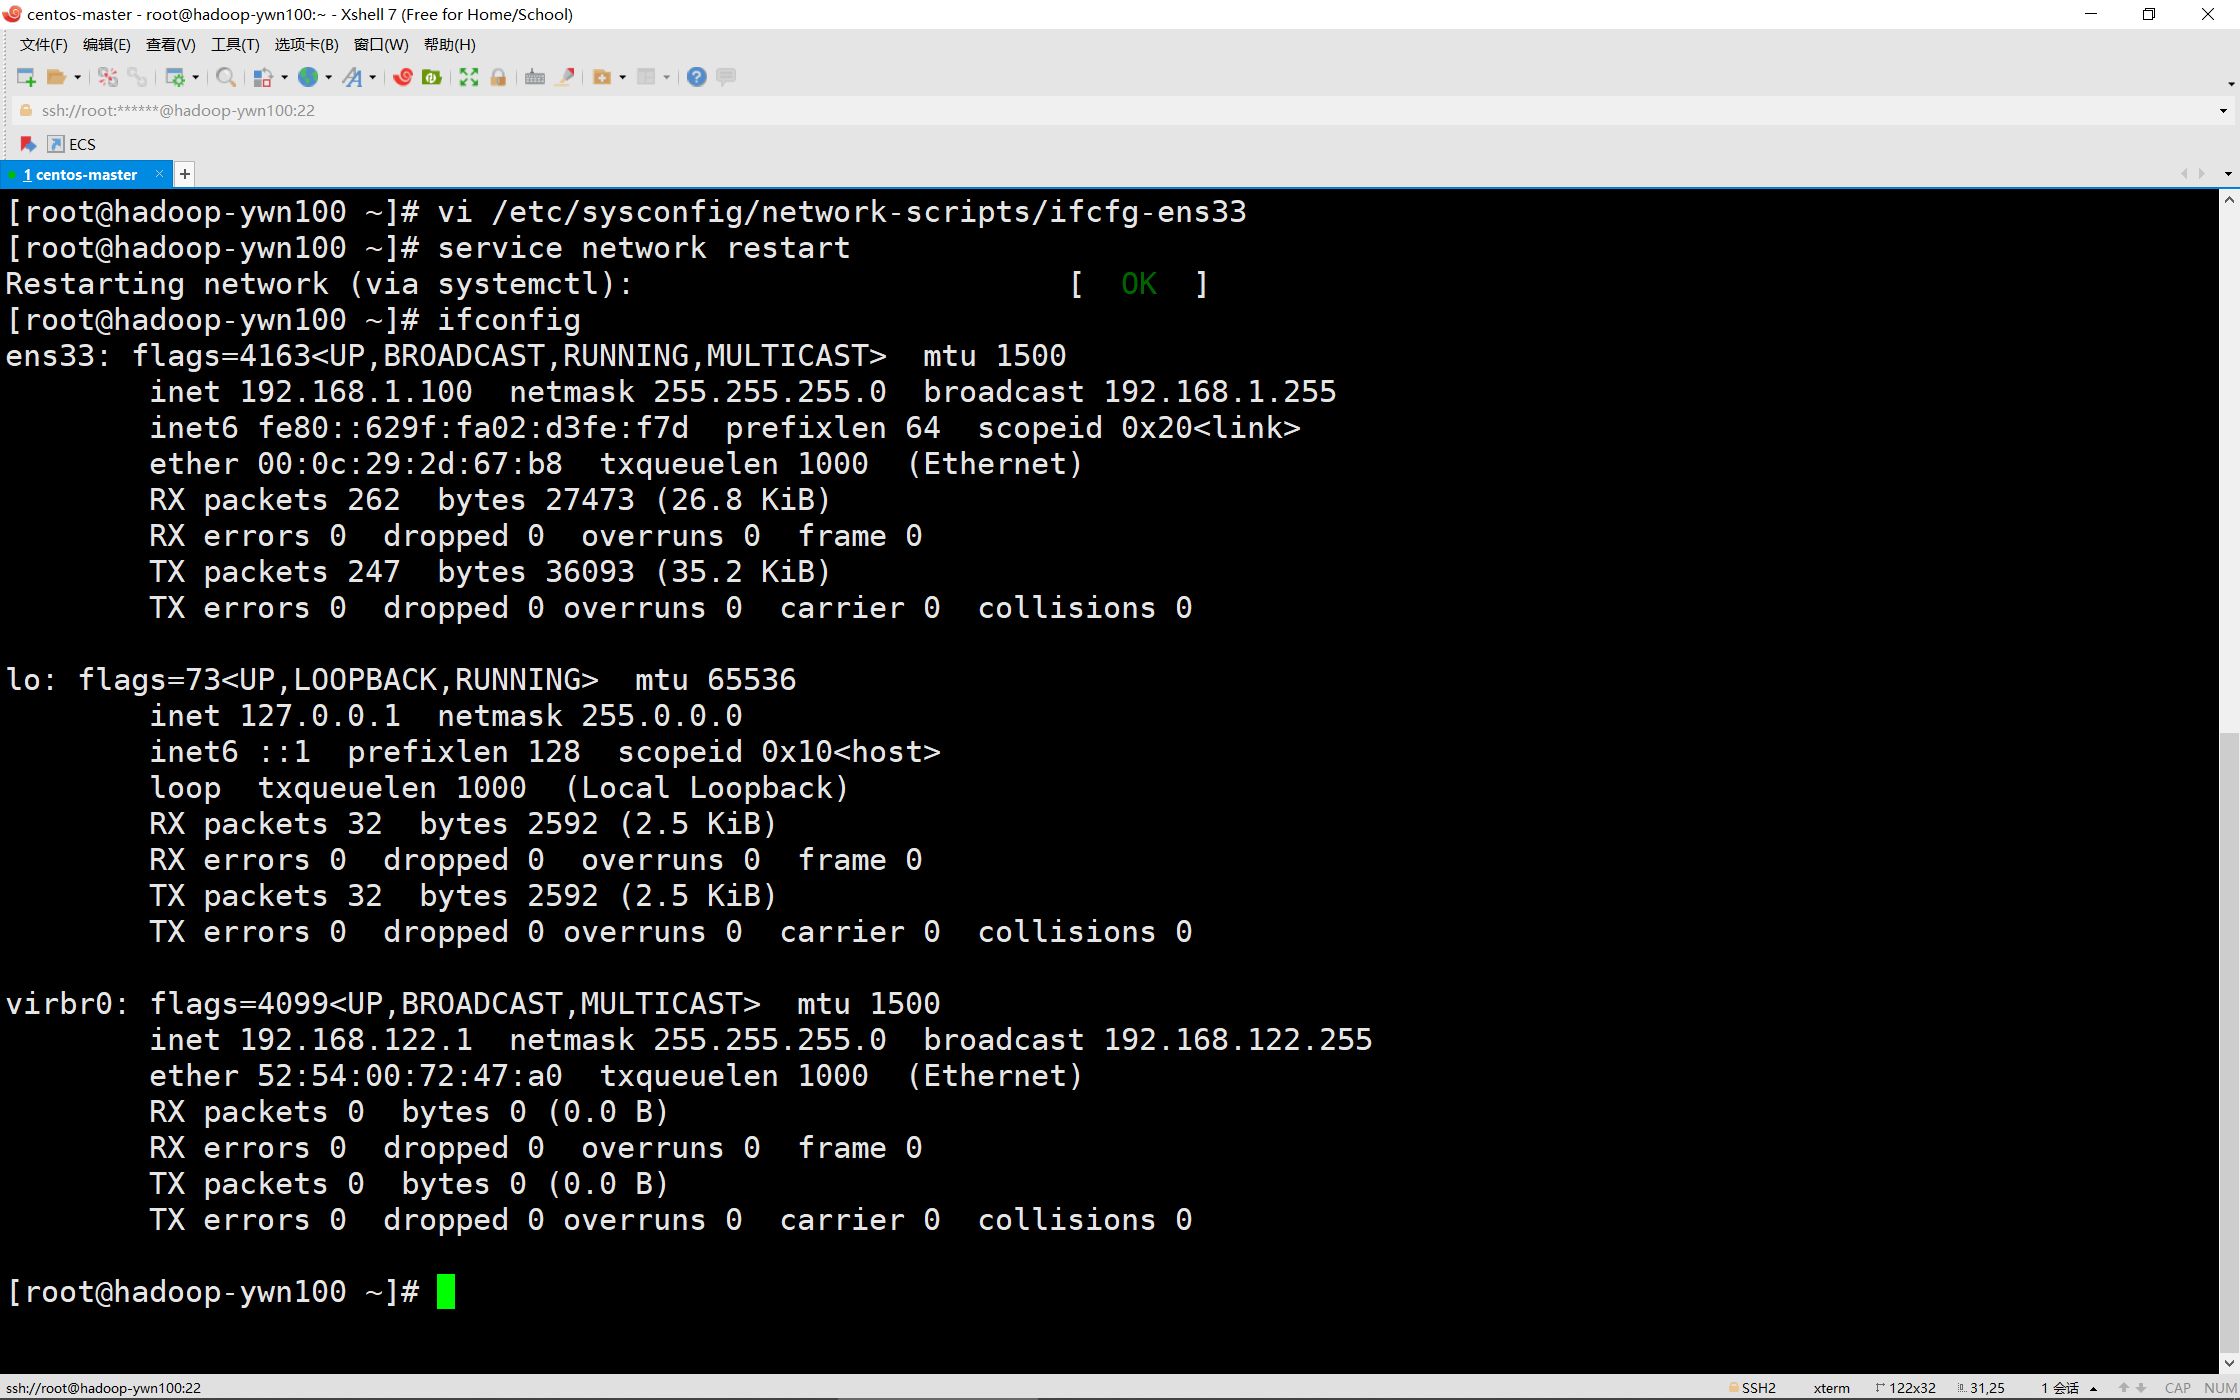 centos-master - root@hadoop-ywn100:~ - Xshell 7 (Free for Home/School)
文件(F) 编辑(E) 查看(V) 工具(T) 选项卡(B) 窗口(W) 帮助(H)
ssh://root:******@hadoop-ywn100:22
ECS
1 centos-master × +
[root@hadoop-ywn100 ~]# vi /etc/sysconfig/network-scripts/ifcfg-ens33
[root@hadoop-ywn100 ~]# service network restart
Restarting network (via systemctl): [ OK ]
[root@hadoop-ywn100 ~]# ifconfig
ens33: flags=4163<UP,BROADCAST,RUNNING,MULTICAST> mtu 1500
inet 192.168.1.100 netmask 255.255.255.0 broadcast 192.168.1.255
inet6 fe80::629f:fa02:d3fe:f7d prefixlen 64 scopeid 0x20<link>
ether 00:0c:29:2d:67:b8 txqueuelen 1000 (Ethernet)
RX packets 262 bytes 27473 (26.8 KiB)
RX errors 0 dropped 0 overruns 0 frame 0
TX packets 247 bytes 36093 (35.2 KiB)
TX errors 0 dropped 0 overruns 0 carrier 0 collisions 0
lo: flags=73<UP,LOOPBACK,RUNNING> mtu 65536
inet 127.0.0.1 netmask 255.0.0.0
inet6 ::1 prefixlen 128 scopeid 0x10<host>
loop txqueuelen 1000 (Local Loopback)
RX packets 32 bytes 2592 (2.5 KiB)
RX errors 0 dropped 0 overruns 0 frame 0
TX packets 32 bytes 2592 (2.5 KiB)
TX errors 0 dropped 0 overruns 0 carrier 0 collisions 0
virbr0: flags=4099<UP,BROADCAST,MULTICAST> mtu 1500
inet 192.168.122.1 netmask 255.255.255.0 broadcast 192.168.122.255
ether 52:54:00:72:47:a0 txqueuelen 1000 (Ethernet)
RX packets 0 bytes 0 (0.0 B)
RX errors 0 dropped 0 overruns 0 frame 0
TX packets 0 bytes 0 (0.0 B)
TX errors 0 dropped 0 overruns 0 carrier 0 collisions 0
[root@hadoop-ywn100 ~]#
ssh://root@hadoop-ywn100:22 SSH2 xterm 122x32 31,25 1 会话 CAP NUM